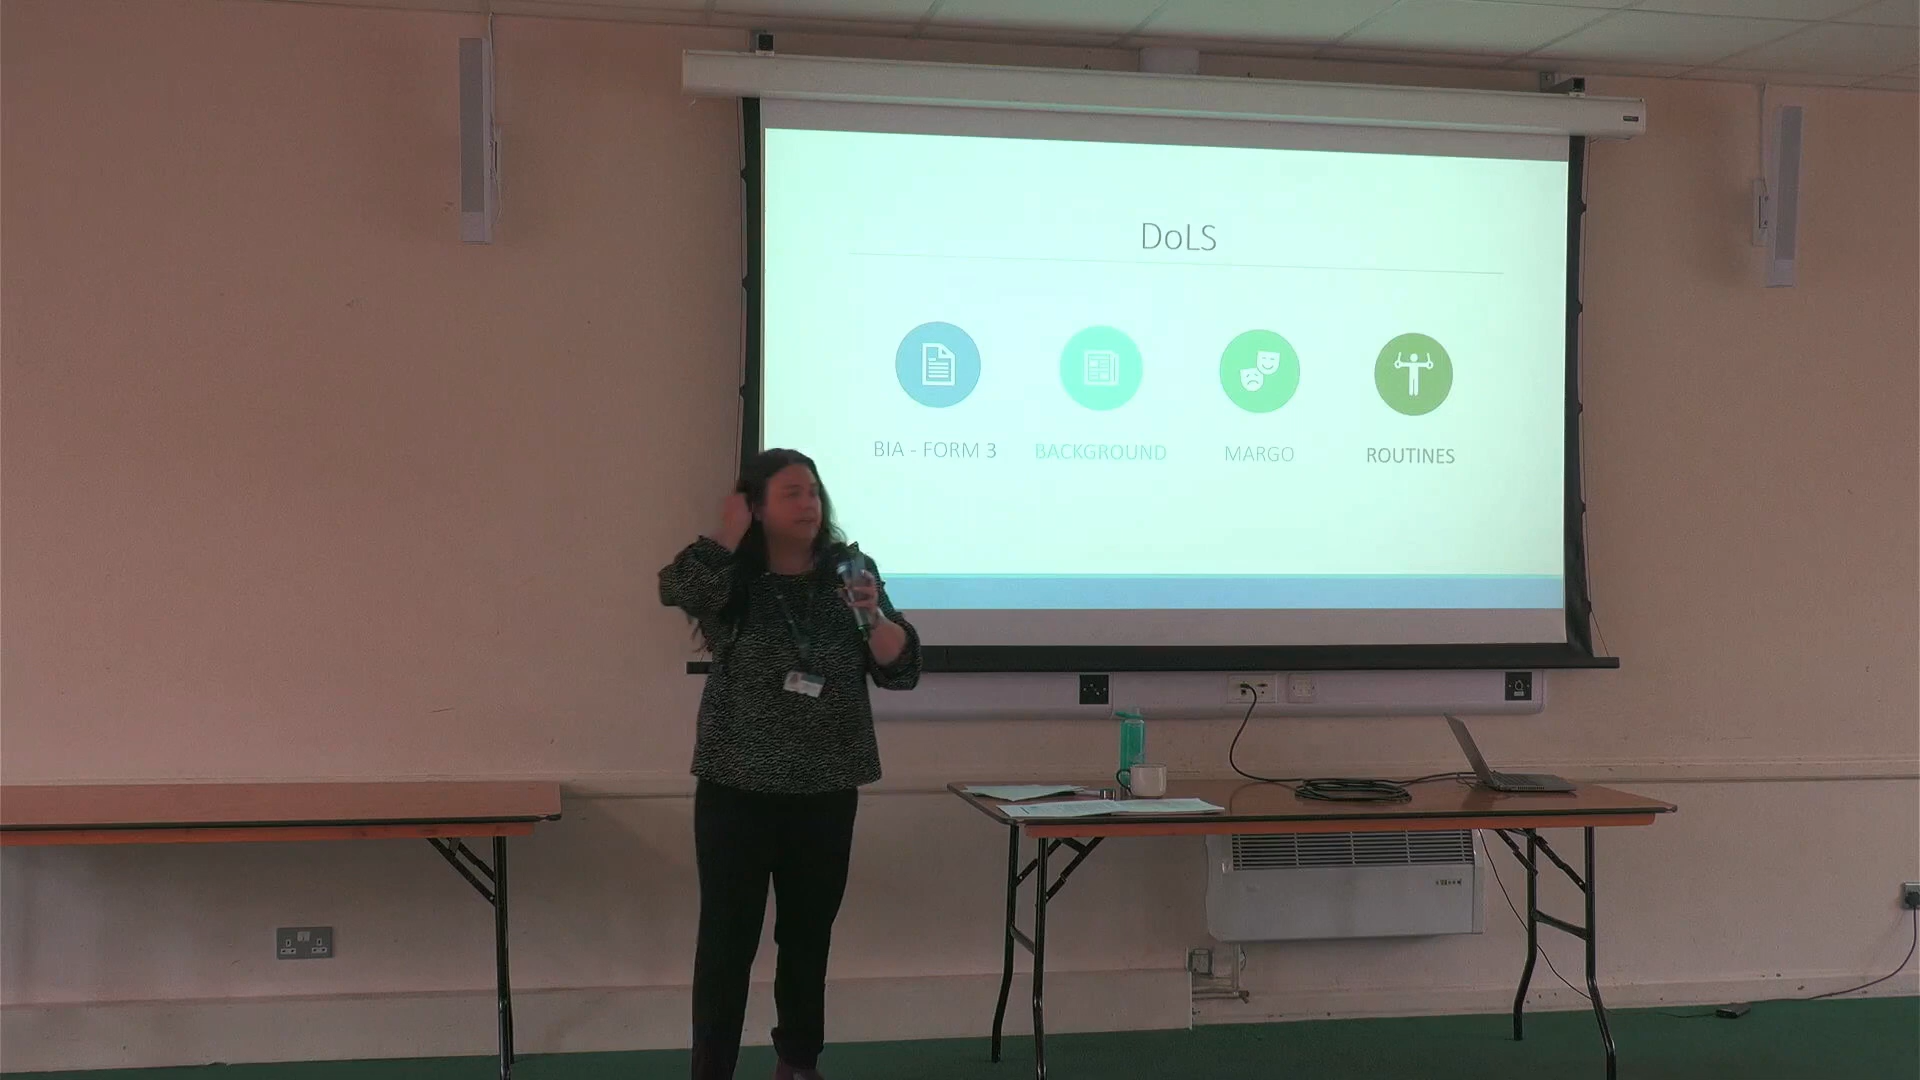 DoLS
BIA - FORM 3
BACKGROUND
MARGO
ROUTINES